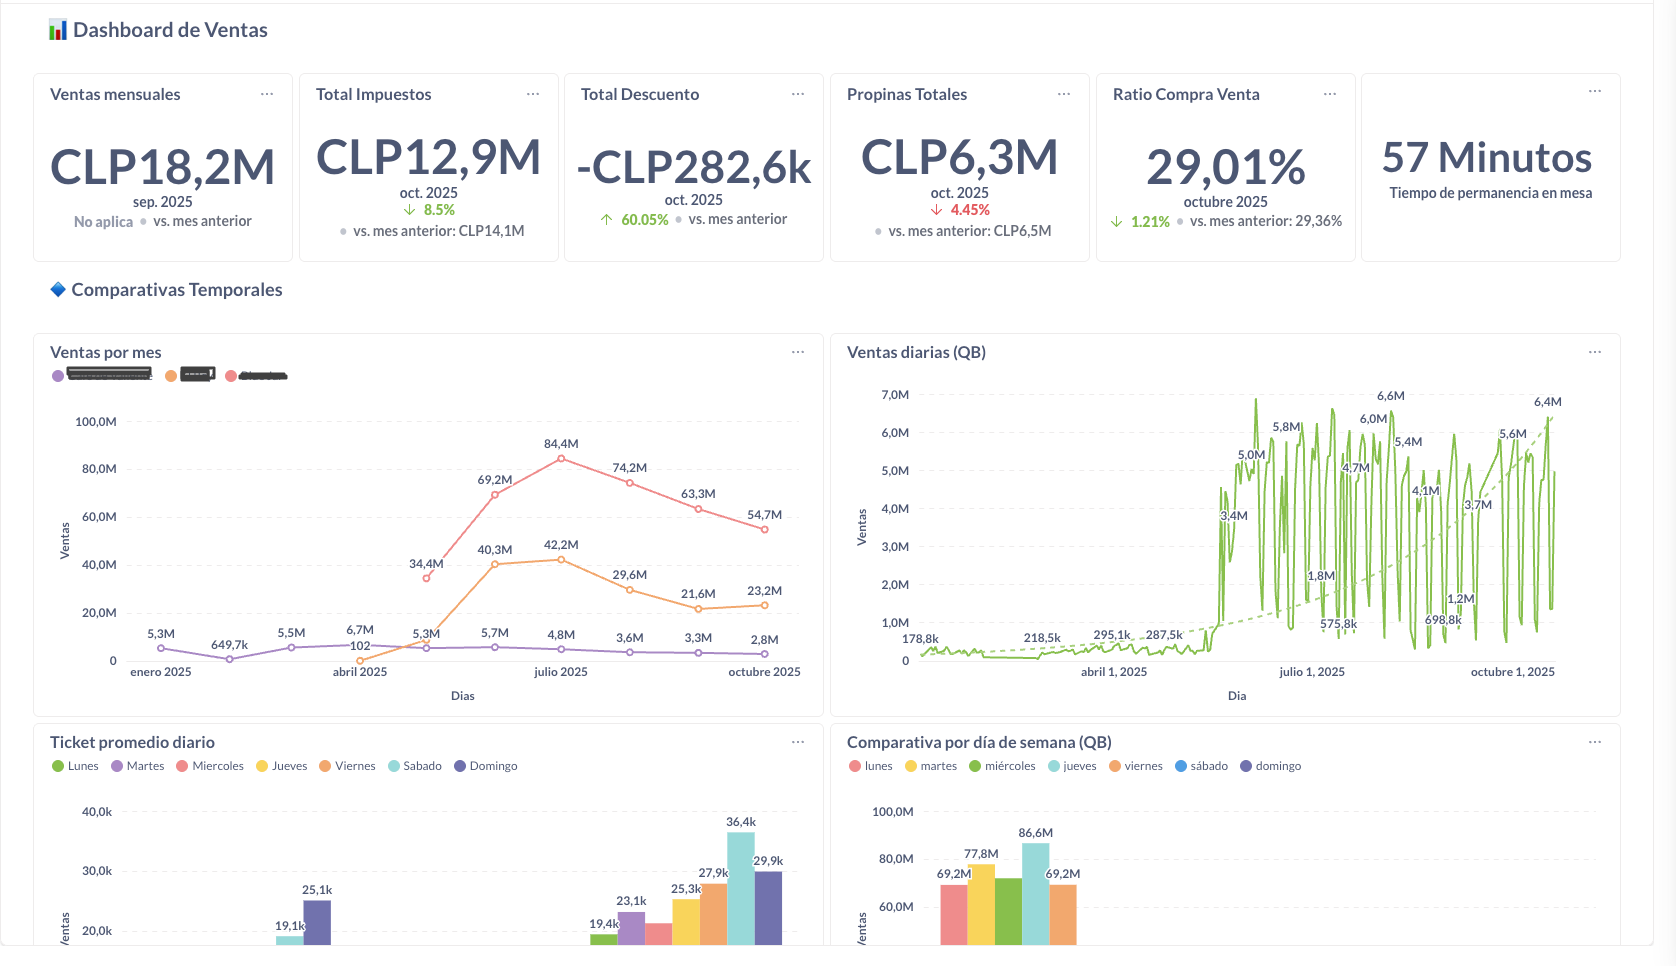 📊 Dashboard de Ventas
Ventas mensuales
CLP18,2M
sep. 2025
No aplica • vs. mes anterior
Total Impuestos
CLP12,9M
oct. 2025
↓ 8.5%
• vs. mes anterior: CLP14,1M
Total Descuento
-CLP282,6k
oct. 2025
↑ 60.05% • vs. mes anterior
Propinas Totales
CLP6,3M
oct. 2025
↓ 4.45%
• vs. mes anterior: CLP6,5M
Ratio Compra Venta
29,01%
octubre 2025
↓ 1.21% • vs. mes anterior: 29,36%
57 Minutos
Tiempo de permanencia en mesa
Comparativas Temporales
Ventas por mes
100,0M
80,0M
60,0M
40,0M
20,0M
0
Ventas
34,4M
69,2M
84,4M
74,2M
63,3M
54,7M
102
5,3M
40,3M
42,2M
29,6M
21,6M
23,2M
5,3M
649,7k
5,5M
6,7M
5,7M
4,8M
3,6M
3,3M
2,8M
enero 2025
abril 2025
julio 2025
octubre 2025
Dias
Ventas diarias (QB)
7,0M
6,0M
5,0M
4,0M
3,0M
2,0M
1,0M
0
Ventas
178,8k
218,5k
295,1k
287,5k
3,4M
5,0M
5,8M
1,8M
575,8k
4,7M
6,0M
6,6M
5,4M
4,1M
698,8k
1,2M
3,7M
5,6M
6,4M
abril 1, 2025
julio 1, 2025
octubre 1, 2025
Dia
Ticket promedio diario
Lunes Martes Miercoles Jueves Viernes Sabado Domingo
40,0k
30,0k
20,0k
19,1k
25,1k
19,4k
23,1k
25,3k
27,9k
36,4k
29,9k
Comparativa por día de semana (QB)
lunes martes miércoles jueves viernes sábado domingo
100,0M
80,0M
60,0M
69,2M
77,8M
86,6M
69,2M